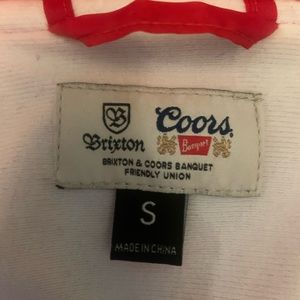 B
Brixton
Coors
Banquet
BRIXTON & COORS BANQUET
FRIENDLY UNION
S
MADE IN CHINA